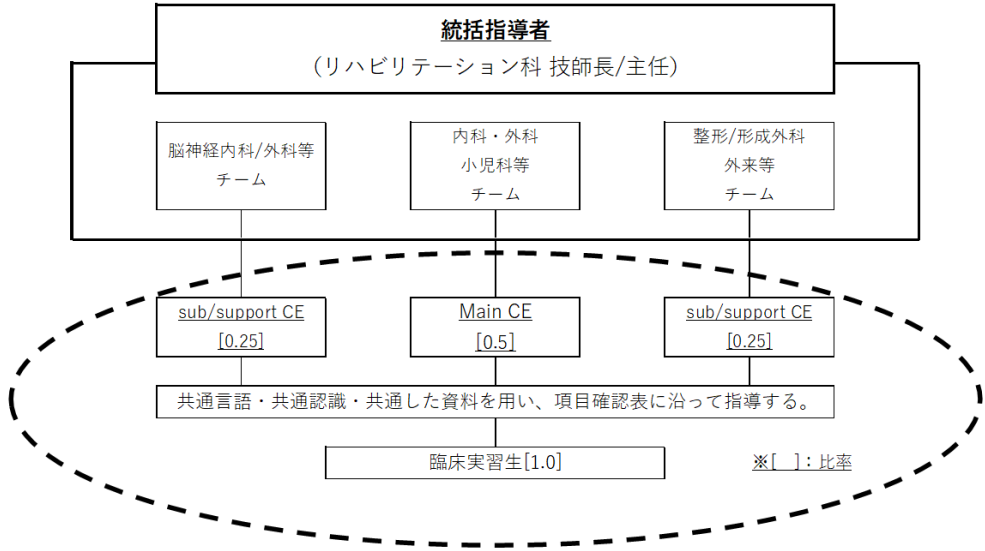 統括指導者
（リハビリテーション科 技師長/主任）
脳神経内科/外科等
チーム
内科・外科
小児科等
チーム
整形/形成外科
外来等
チーム
sub/support CE
[0.25]
Main CE
[0.5]
sub/support CE
[0.25]
共通言語・共通認識・共通した資料を用い、項目確認表に沿って指導する。
臨床実習生[1.0]
※[　]：比率